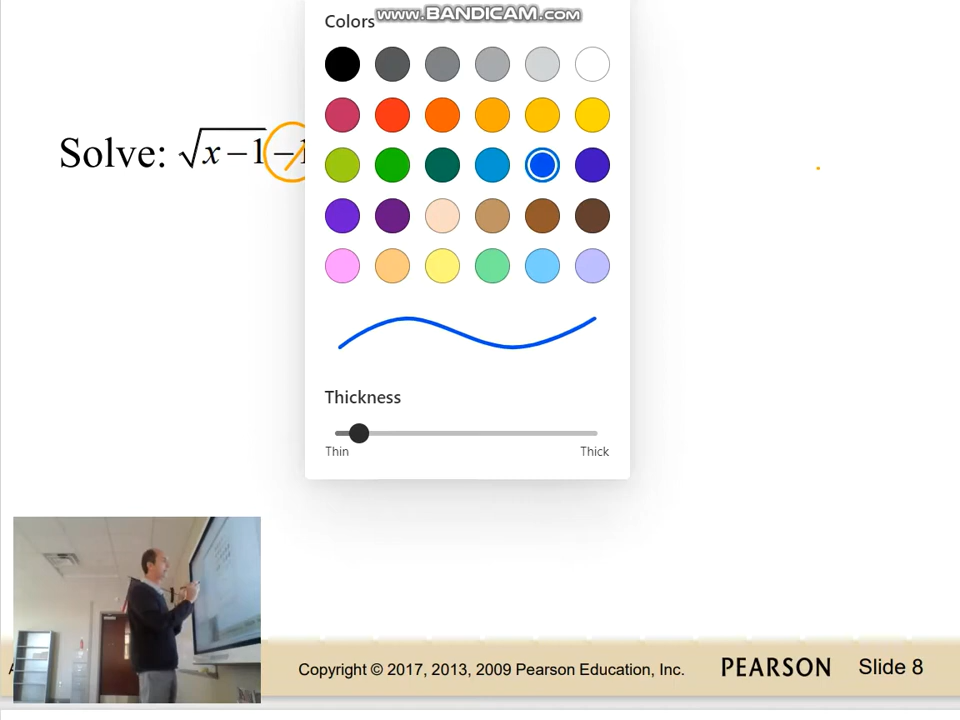 www.BANDICAM.com
Colors
Solve: √x−1 −1
Thickness
Thin Thick
Copyright © 2017, 2013, 2009 Pearson Education, Inc. PEARSON Slide 8